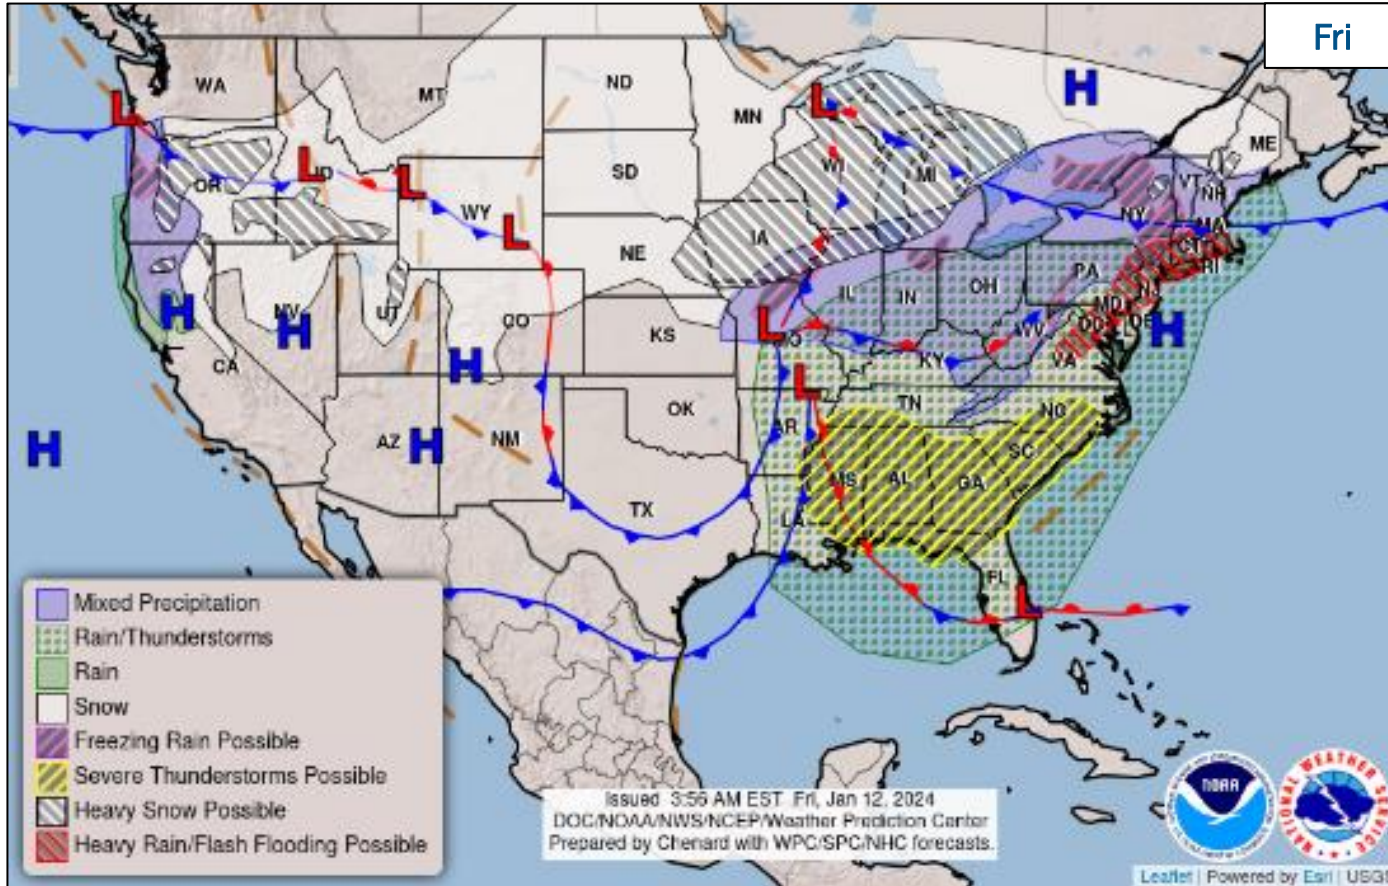 Fri
WA
MT
ND
MN
ME
H
L
L
L
L
L
OR
ID
WY
SD
WI
MI
VT
NH
NY
MA
CT
RI
NE
IA
IL
IN
OH
PA
NJ
MD
DE
DC
H
H
H
H
H
H
NV
UT
CO
KS
MO
L
KY
WV
VA
CA
L
AZ
NM
OK
AR
TN
NC
SC
TX
LA
MS
AL
GA
FL
L
Mixed Precipitation
Rain/Thunderstorms
Rain
Snow
Freezing Rain Possible
Severe Thunderstorms Possible
Heavy Snow Possible
Heavy Rain/Flash Flooding Possible
Issued 3:56 AM EST Fri, Jan 12, 2024
DOC/NOAA/NWS/NCEP/Weather Prediction Center
Prepared by Chenard with WPC/SPC/NHC forecasts.
NOAA
NATIONAL WEATHER SERVICE
Leaflet | Powered by Esri | USGS